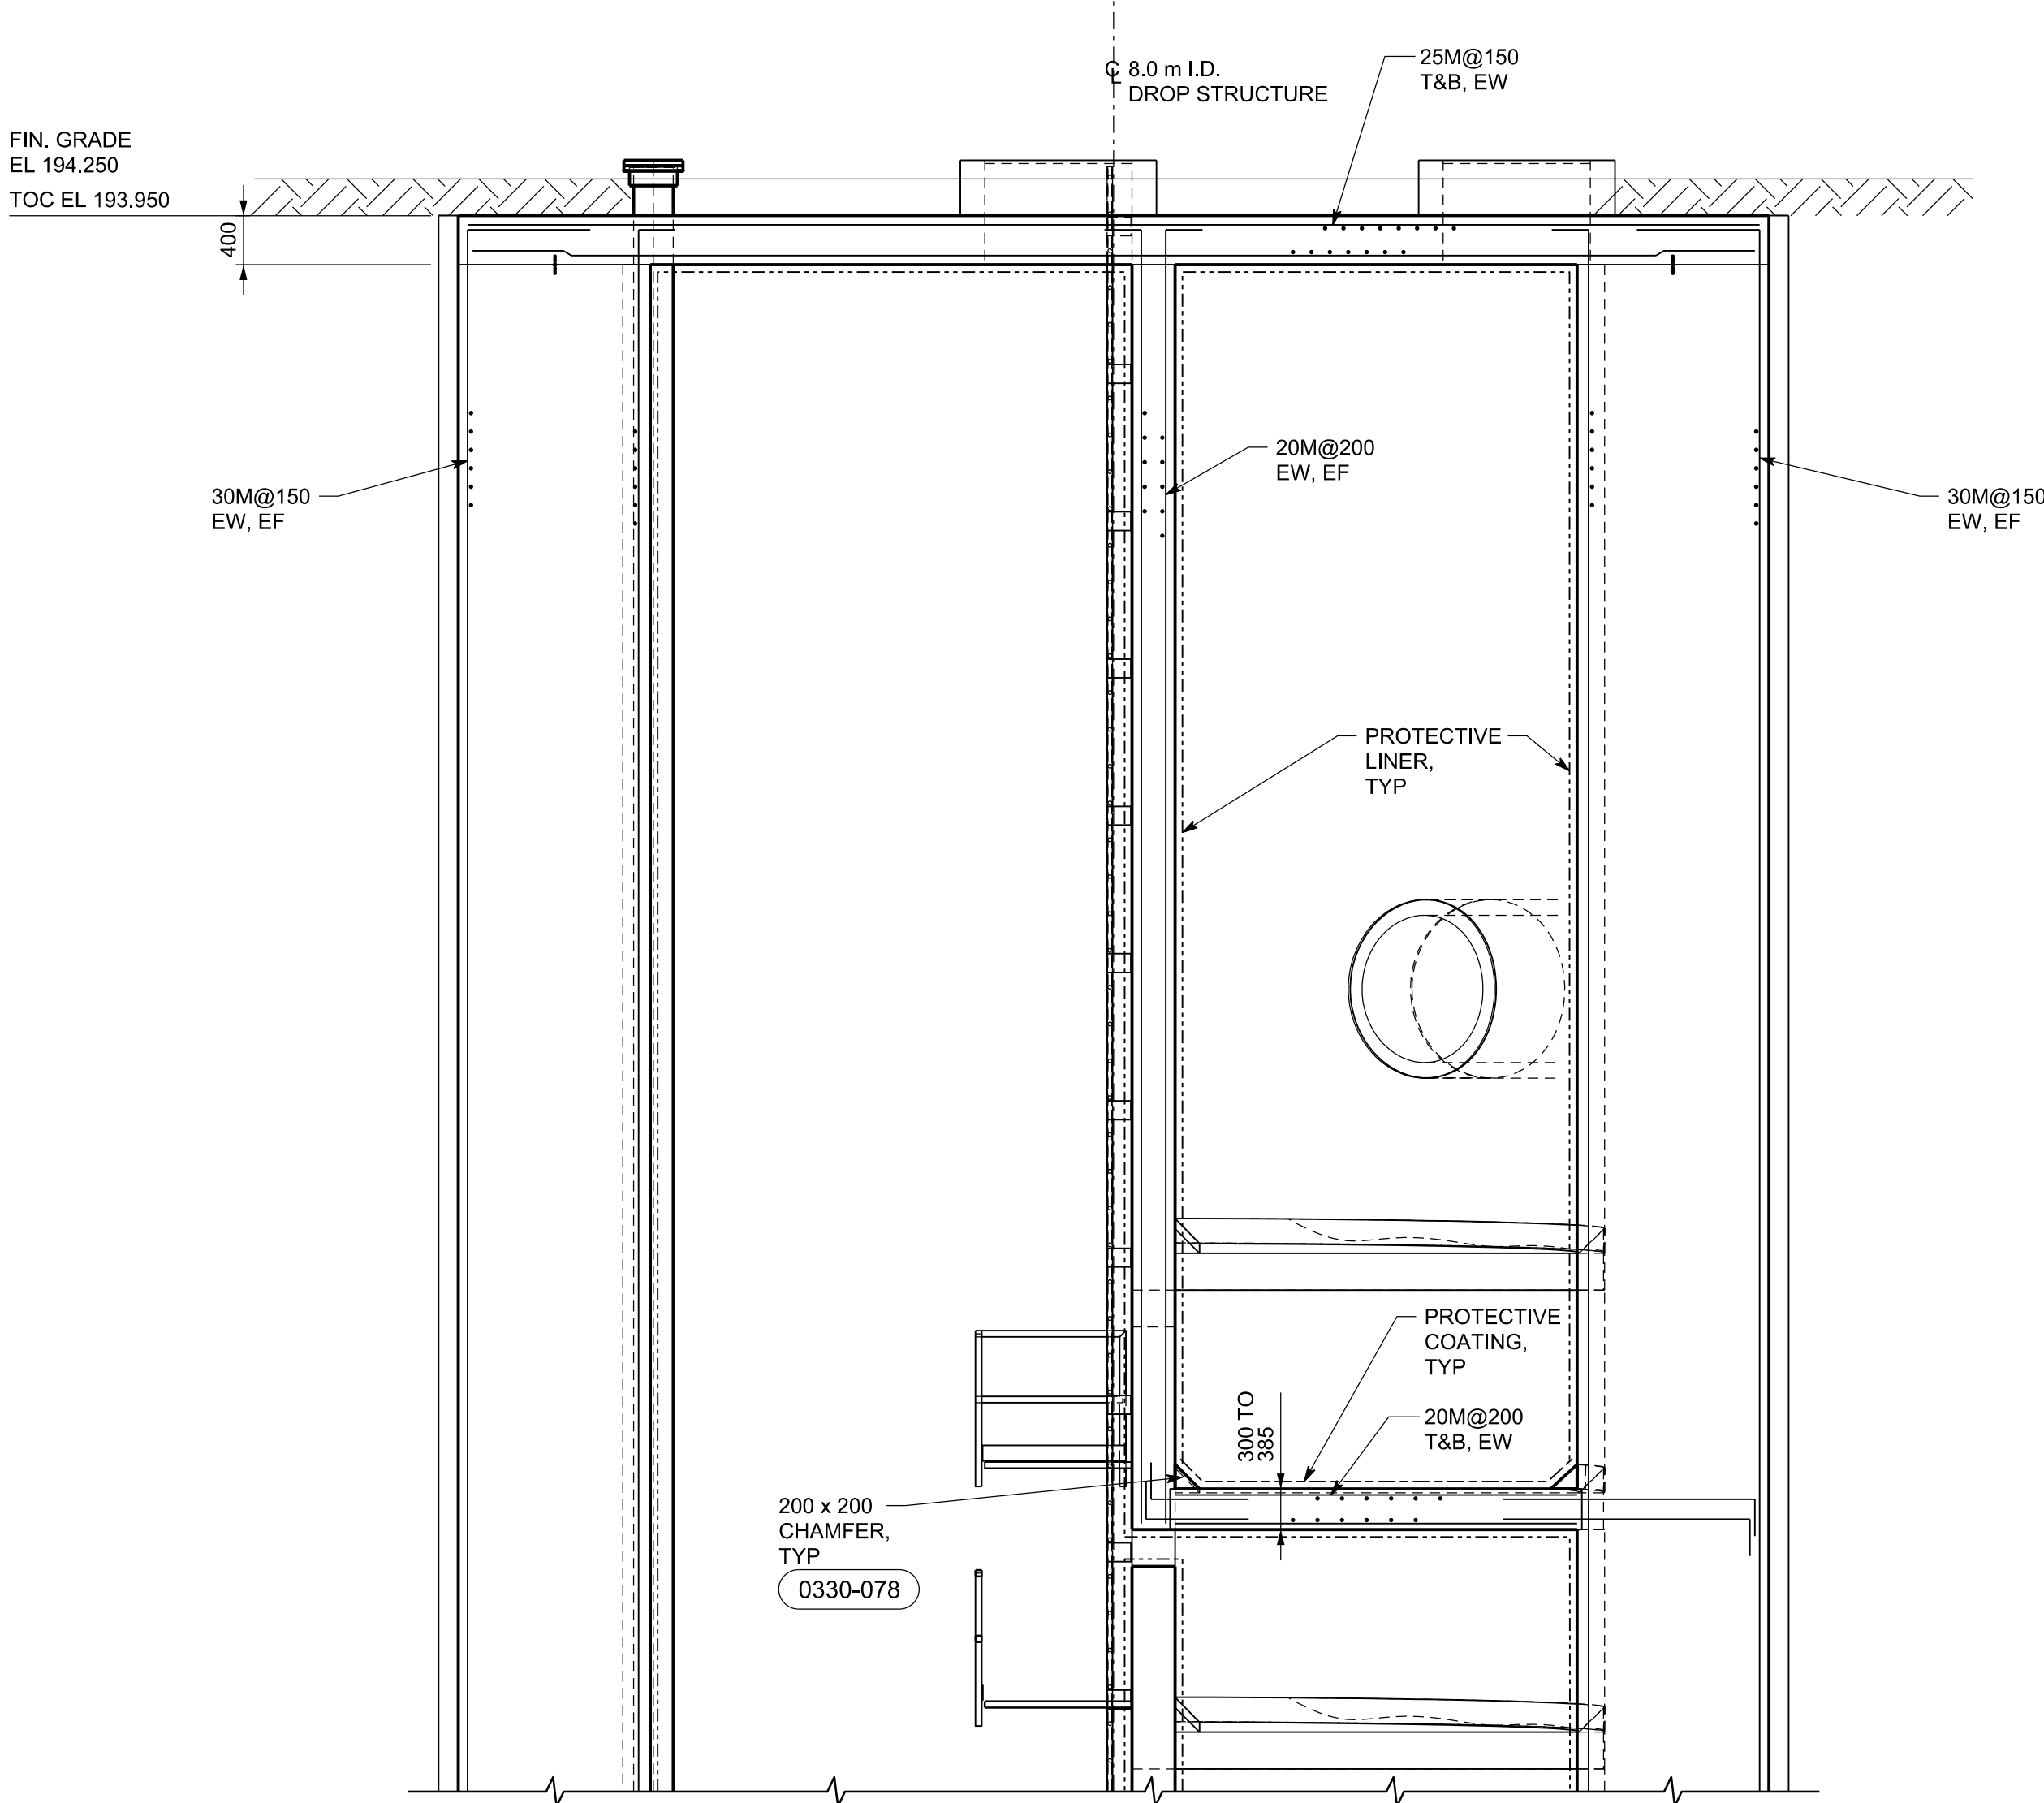 ℄ 8.0 m I.D.
DROP STRUCTURE
25M@150
T&B, EW
FIN. GRADE
EL 194.250
TOC EL 193.950
400
30M@150
EW, EF
20M@200
EW, EF
30M@150
EW, EF
PROTECTIVE
LINER,
TYP
PROTECTIVE
COATING,
TYP
300 TO
385
20M@200
T&B, EW
200 x 200
CHAMFER,
TYP
0330-078